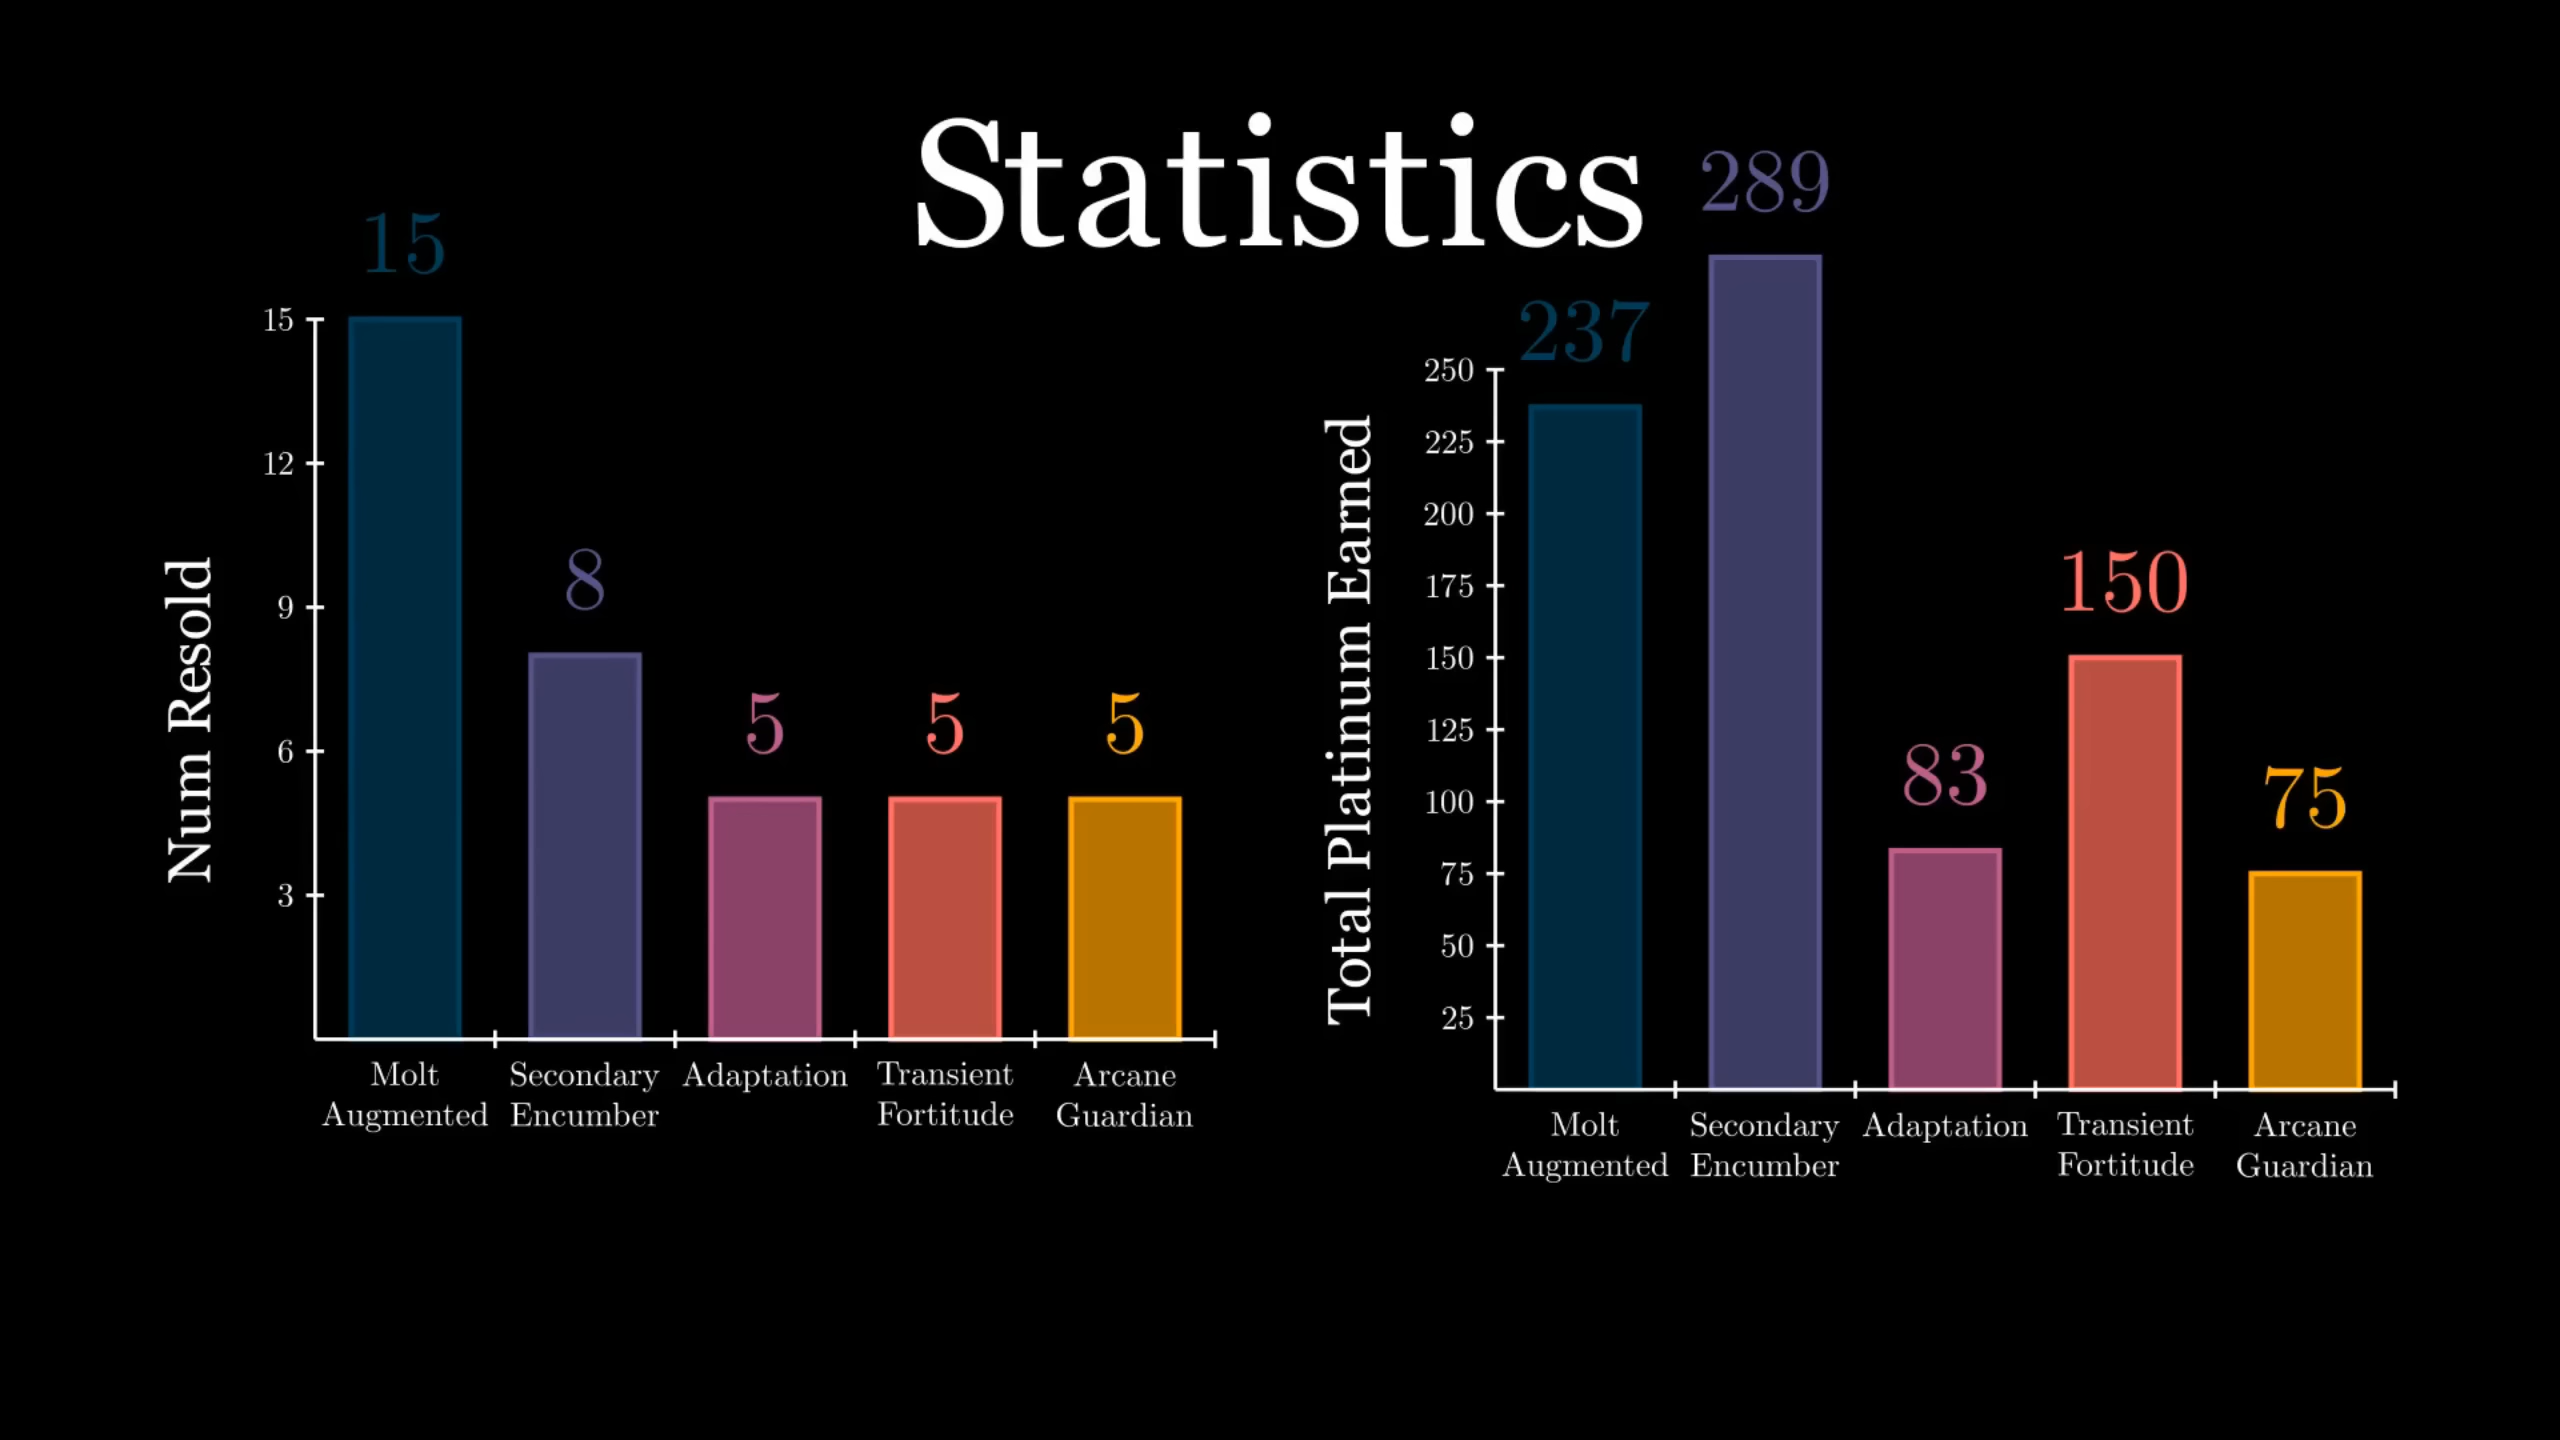 Statistics
Num Resold
15
12
9
6
3
15
8
5
5
5
Molt
Augmented
Secondary
Encumber
Adaptation
Transient
Fortitude
Arcane
Guardian
Total Platinum Earned
250
225
200
175
150
125
100
75
50
25
237
289
83
150
75
Molt
Augmented
Secondary
Encumber
Adaptation
Transient
Fortitude
Arcane
Guardian